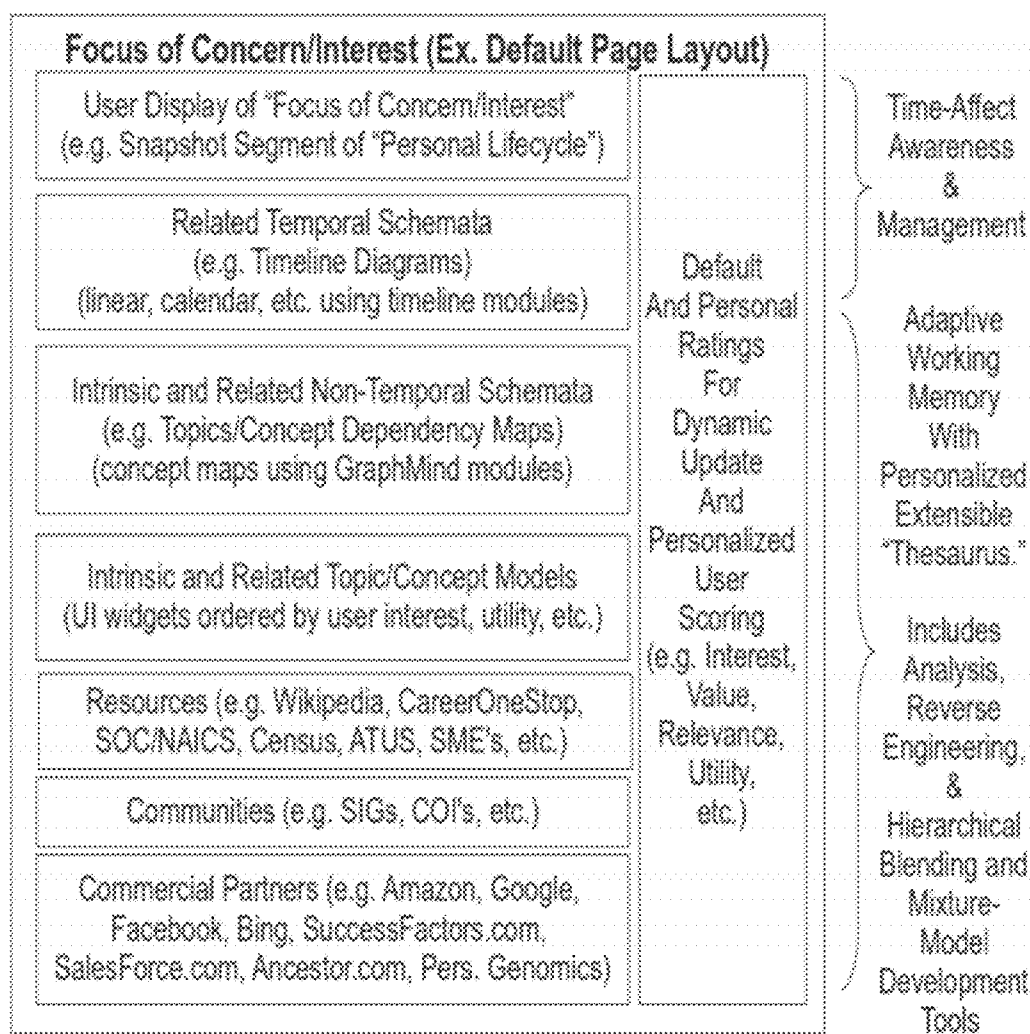 Focus of Concern/Interest (Ex. Default Page Layout)
User Display of "Focus of Concern/Interest"
(e.g. Snapshot Segment of "Personal Lifecycle")
Related Temporal Schemata
(e.g. Timeline Diagrams)
(linear, calendar, etc. using timeline modules)
Intrinsic and Related Non-Temporal Schemata
(e.g. Topics/Concept Dependency Maps)
(concept maps using GraphMind modules)
Intrinsic and Related Topic/Concept Models
(UI widgets ordered by user interest, utility, etc.)
Resources (e.g. Wikipedia, CareerOneStop,
SOC/NAICS, Census, ATUS, SME's, etc.)
Communities (e.g. SIGs, COI's, etc.)
Commercial Partners (e.g. Amazon, Google,
Facebook, Bing, SuccessFactors.com,
SalesForce.com, Ancestor.com, Pers. Genomics)
Default
And Personal
Ratings
For
Dynamic
Update
And
Personalized
User
Scoring
(e.g. Interest,
Value,
Relevance,
Utility,
etc.)
Time-Affect
Awareness
&
Management
Adaptive
Working
Memory
With
Personalized
Extensible
"Thesaurus."
Includes
Analysis,
Reverse
Engineering,
&
Hierarchical
Blending and
Mixture-
Model
Development
Tools